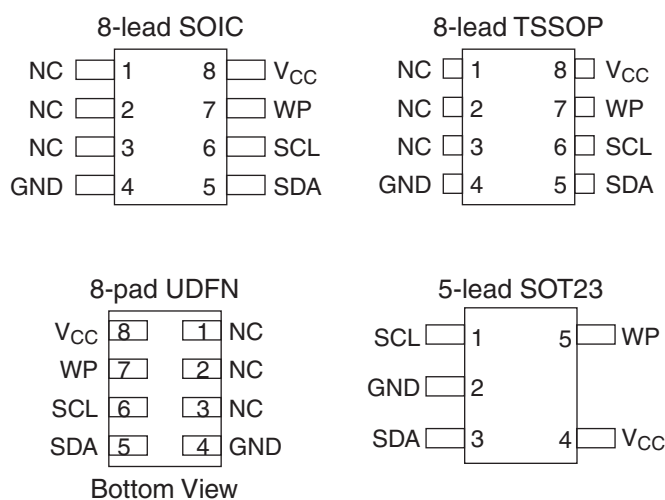 8-lead SOIC
NC 1 8 VCC
NC 2 7 WP
NC 3 6 SCL
GND 4 5 SDA
8-lead TSSOP
NC 1 8 VCC
NC 2 7 WP
NC 3 6 SCL
GND 4 5 SDA
8-pad UDFN
VCC 8 1 NC
WP 7 2 NC
SCL 6 3 NC
SDA 5 4 GND
Bottom View
5-lead SOT23
SCL 1 5 WP
GND 2
SDA 3 4 VCC